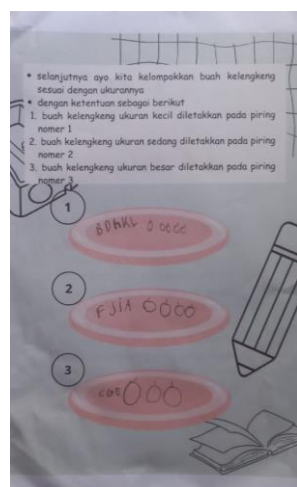 • selanjutnya ayo kita kelompokkan buah kelengkeng
sesuai dengan ukurannya
• dengan ketentuan sebagai berikut
1. buah kelengkeng ukuran kecil diletakkan pada piring
nomer 1
2. buah kelengkeng ukuran sedang diletakkan pada piring
nomer 2
3. buah kelengkeng ukuran besar diletakkan pada piring
nomer 3
1
BDHKL
2
FJIA
3